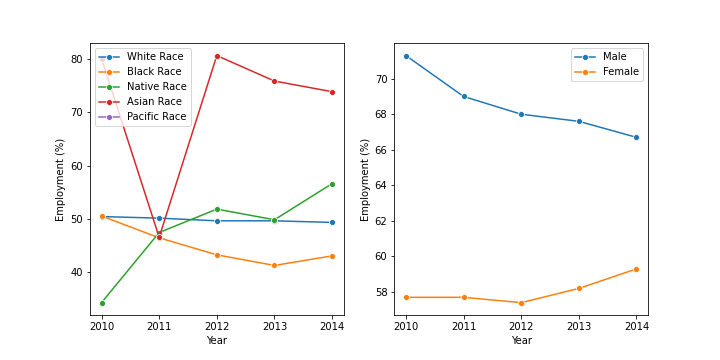 White Race
Black Race
Native Race
Asian Race
Pacific Race
80
70
60
50
40
Employment (%)
2010 2011 2012 2013 2014
Year
Male
Female
70
68
66
64
62
60
58
Employment (%)
2010 2011 2012 2013 2014
Year